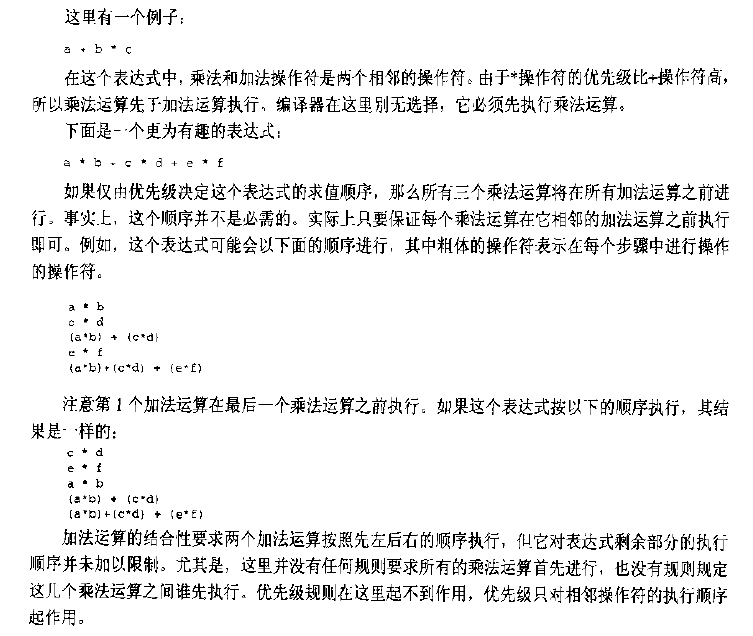 这里有一个例子：
a + b * c
在这个表达式中，乘法和加法操作符是两个相邻的操作符。由于*操作符的优先级比+操作符高，
所以乘法运算先于加法运算执行。编译器在这里别无选择，它必须先执行乘法运算。
下面是一个更为有趣的表达式：
a * b + c * d + e * f
如果仅由优先级决定这个表达式的求值顺序，那么所有三个乘法运算将在所有加法运算之前进
行。事实上，这个顺序并不是必需的。实际上只要保证每个乘法运算在它相邻的加法运算之前执行
即可。例如，这个表达式可能会以下面的顺序进行，其中粗体的操作符表示在每个步骤中进行操作
的操作符。
a * b
c * d
(a*b) + (c*d)
e * f
(a*b)+(c*d) + (e*f)
注意第 1 个加法运算在最后一个乘法运算之前执行。如果这个表达式按以下的顺序执行，其结
果是一样的：
c * d
e * f
a * b
(a*b) + (c*d)
(a*b)+(c*d) + (e*f)
加法运算的结合性要求两个加法运算按照先左后右的顺序执行，但它对表达式剩余部分的执行
顺序并未加以限制。尤其是，这里并没有任何规则要求所有的乘法运算首先进行，也没有规则规定
这几个乘法运算之间谁先执行。优先级规则在这里起不到作用，优先级只对相邻操作符的执行顺序
起作用。